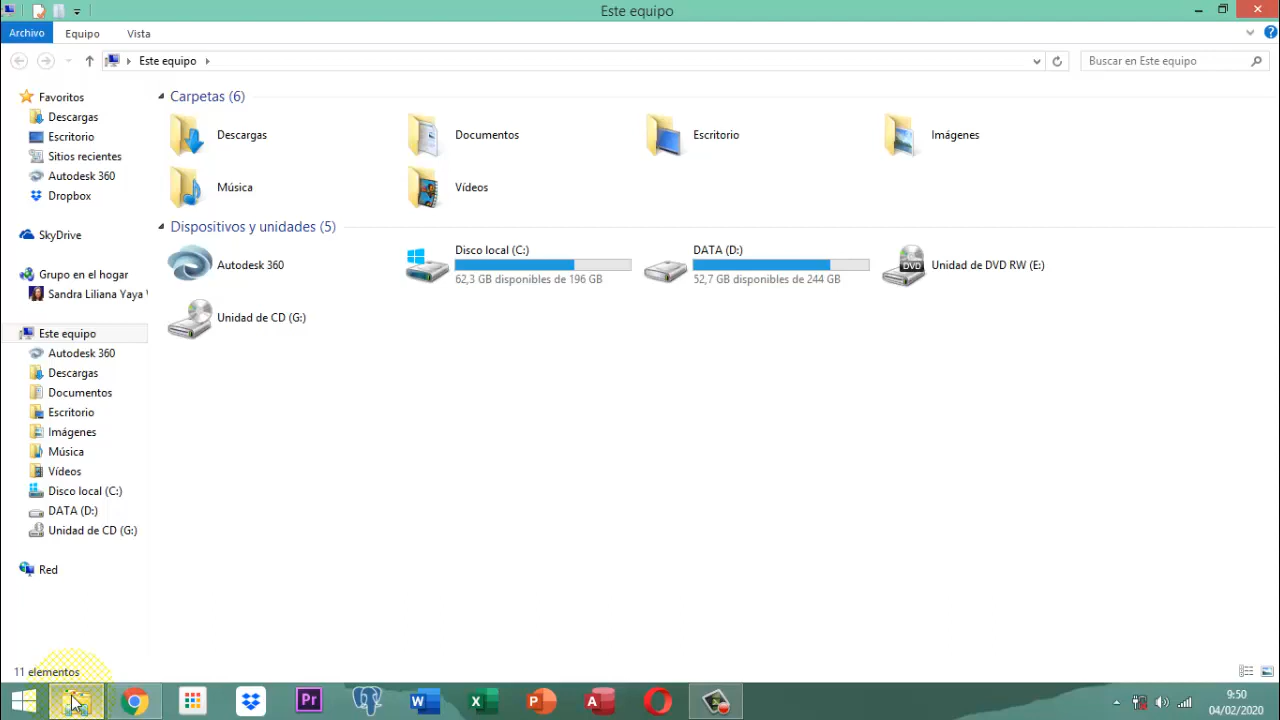 Este equipo
Archivo
Equipo
Vista
Este equipo
Buscar en Este equipo
Favoritos
Descargas
Escritorio
Sitios recientes
Autodesk 360
Dropbox
SkyDrive
Grupo en el hogar
Sandra Liliana Yaya
Este equipo
Autodesk 360
Descargas
Documentos
Escritorio
Imágenes
Música
Vídeos
Disco local (C:)
DATA (D:)
Unidad de CD (G:)
Red
Carpetas (6)
Descargas
Documentos
Escritorio
Imágenes
Música
Vídeos
Dispositivos y unidades (5)
Autodesk 360
Disco local (C:)
62,3 GB disponibles de 196 GB
DATA (D:)
52,7 GB disponibles de 244 GB
DVD
Unidad de DVD RW (E:)
Unidad de CD (G:)
11 elementos
Pr
W
X
P
A
9:50
04/02/2020